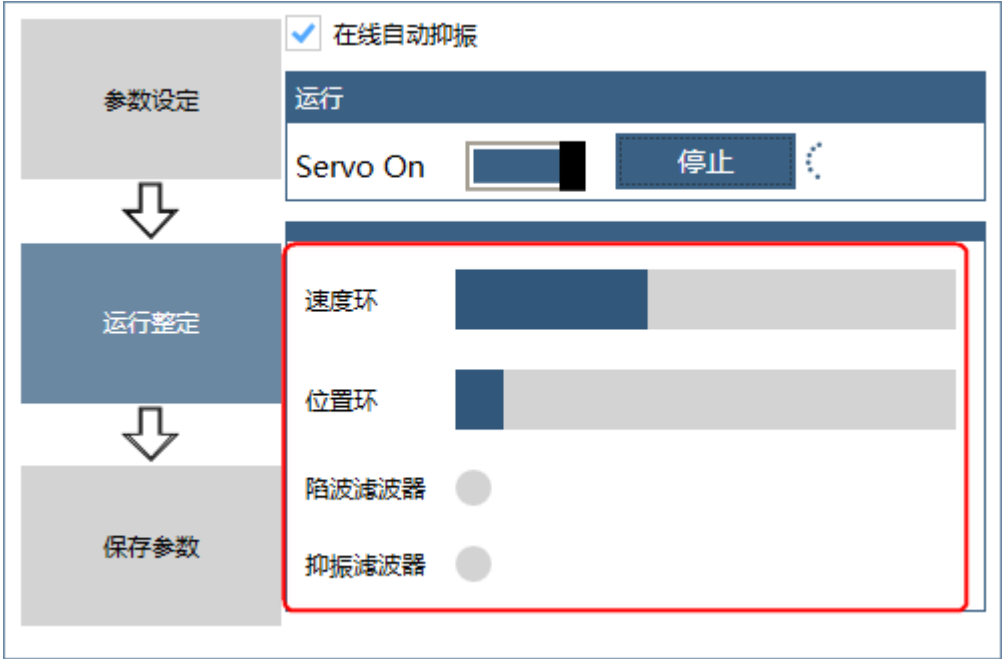 在线自动抑振
参数设定
运行
Servo On
停止
速度环
运行整定
位置环
陷波滤波器
保存参数
抑振滤波器